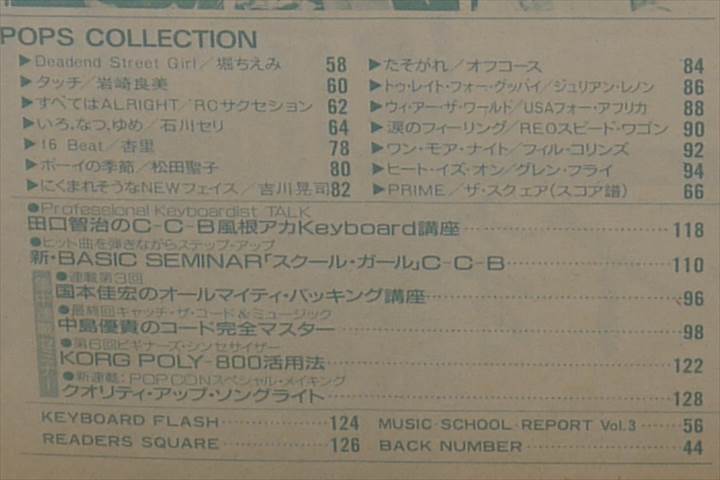 POPS COLLECTION
▶Deadend Street Girl／堀ちえみ 58
▶タッチ／岩崎良美 60
▶すべてはALRIGHT／RCサクセション 62
▶いろ,なつ,ゆめ／石川セリ 64
▶16 Beat／杏里 78
▶ボーイの季節／松田聖子 80
▶にくまれそうなNEWフェイス／吉川晃司 82
▶たそがれ／オフコース 84
▶トゥ・レイト・フォー・グッバイ／ジュリアン・レノン 86
▶ウィ・アー・ザ・ワールド／USAフォー・アフリカ 88
▶涙のフィーリング／REOスピード・ワゴン 90
▶ワン・モア・ナイト／フィル・コリンズ 92
▶ヒート・イズ・オン／グレン・フライ 94
▶PRIME／ザ・スクェア(スコア譜) 66
●Professional Keyboardist TALK
田口智治のC-C-B風根アカKeyboard講座 118
●ヒット曲を弾きながらステップ・アップ
新・BASIC SEMINAR「スクール・ガール」C-C-B 110
●連載第3回
国本佳宏のオールマイティ・バッキング講座 96
●最終回キャッチ・ザ・コード&ミュージック
中島優貴のコード完全マスター 98
●第6回ビギナーズ・シンセサイザー
KORG POLY-800活用法 122
●新連載：POPCONスペシャル・メイキング
クオリティ・アップ・ソングライト 128
KEYBOARD FLASH 124
READERS SQUARE 126
MUSIC SCHOOL REPORT Vol.3 56
BACK NUMBER 44